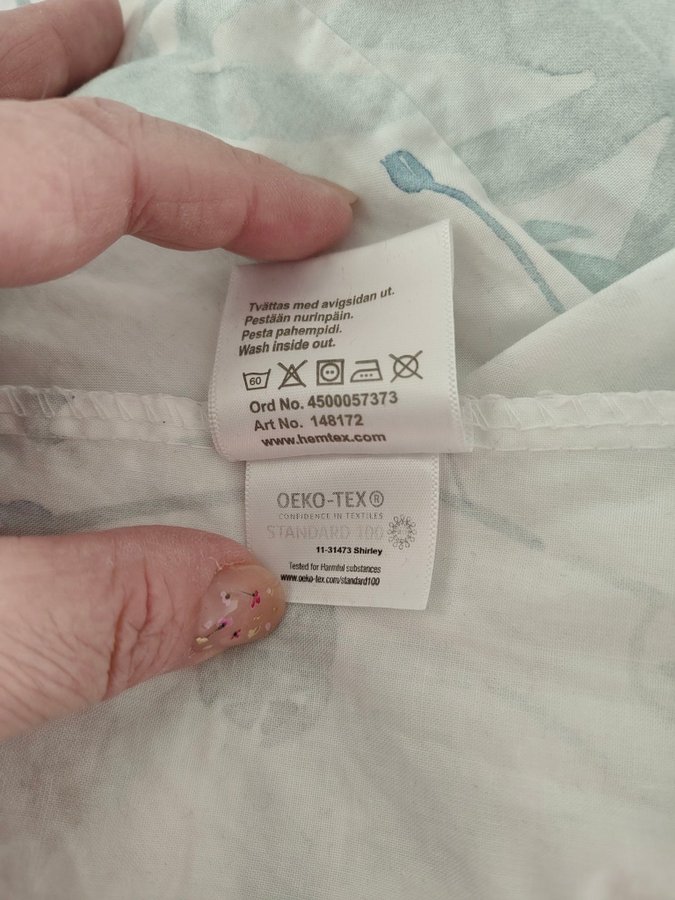 Tvättas med avigsidan ut.
Pestään nurinpäin.
Pesta pahempidi.
Wash inside out.
60
Ord No. 4500057373
Art No. 148172
www.hemtex.com
OEKO-TEX®
CONFIDENCE IN TEXTILES
STANDARD 100
11-31473 Shirley
Tested for Harmful substances
www.oeko-tex.com/standard100